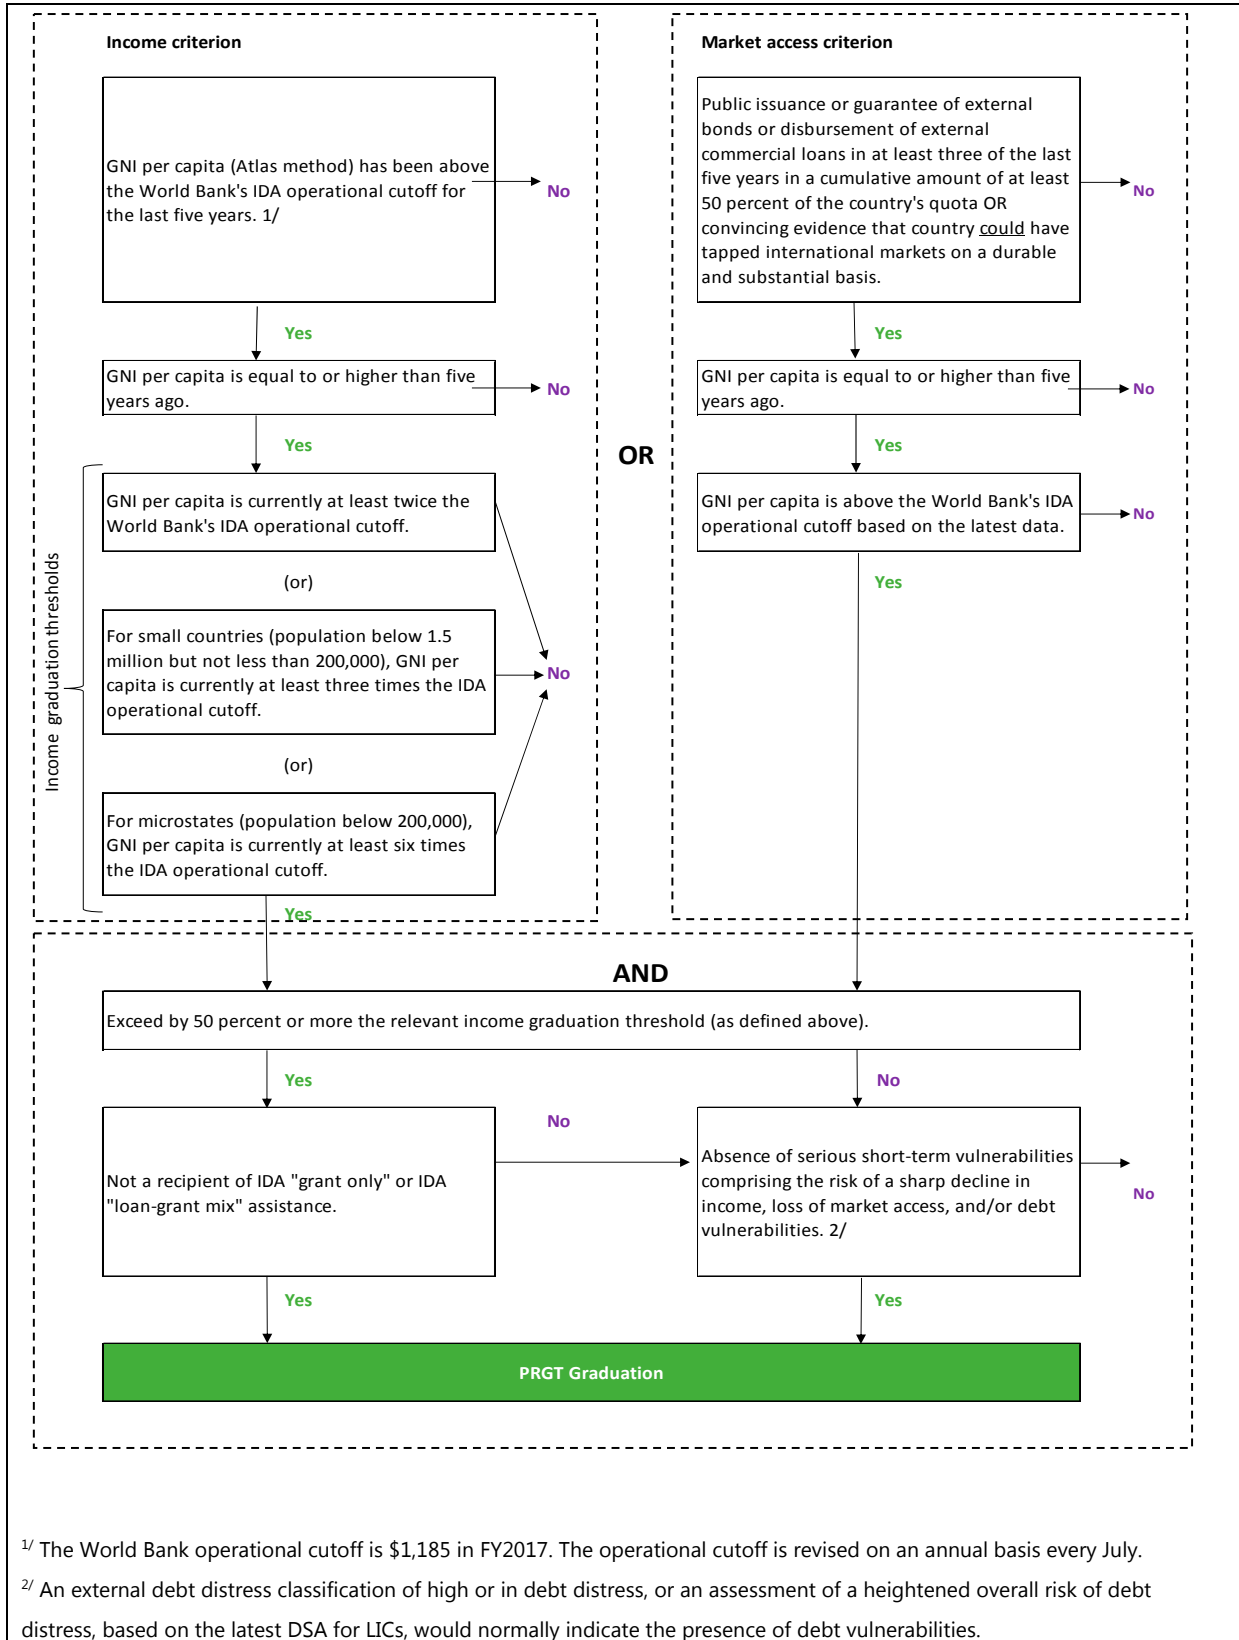 Income criterion
GNI per capita (Atlas method) has been above
the World Bank's IDA operational cutoff for
the last five years. 1/
No
Yes
GNI per capita is equal to or higher than five
years ago.
No
Yes
Income graduation thresholds
GNI per capita is currently at least twice the
World Bank's IDA operational cutoff.
(or)
For small countries (population below 1.5
million but not less than 200,000), GNI per
capita is currently at least three times the IDA
operational cutoff.
No
(or)
For microstates (population below 200,000),
GNI per capita is currently at least six times
the IDA operational cutoff.
Yes
OR
Market access criterion
Public issuance or guarantee of external
bonds or disbursement of external
commercial loans in at least three of the last
five years in a cumulative amount of at least
50 percent of the country's quota OR
convincing evidence that country could have
tapped international markets on a durable
and substantial basis.
No
Yes
GNI per capita is equal to or higher than five
years ago.
No
Yes
GNI per capita is above the World Bank's IDA
operational cutoff based on the latest data.
No
Yes
AND
Exceed by 50 percent or more the relevant income graduation threshold (as defined above).
Yes
No
Not a recipient of IDA "grant only" or IDA
"loan-grant mix" assistance.
No
Absence of serious short-term vulnerabilities
comprising the risk of a sharp decline in
income, loss of market access, and/or debt
vulnerabilities. 2/
No
Yes
Yes
PRGT Graduation
1/ The World Bank operational cutoff is $1,185 in FY2017. The operational cutoff is revised on an annual basis every July.
2/ An external debt distress classification of high or in debt distress, or an assessment of a heightened overall risk of debt
distress, based on the latest DSA for LICs, would normally indicate the presence of debt vulnerabilities.